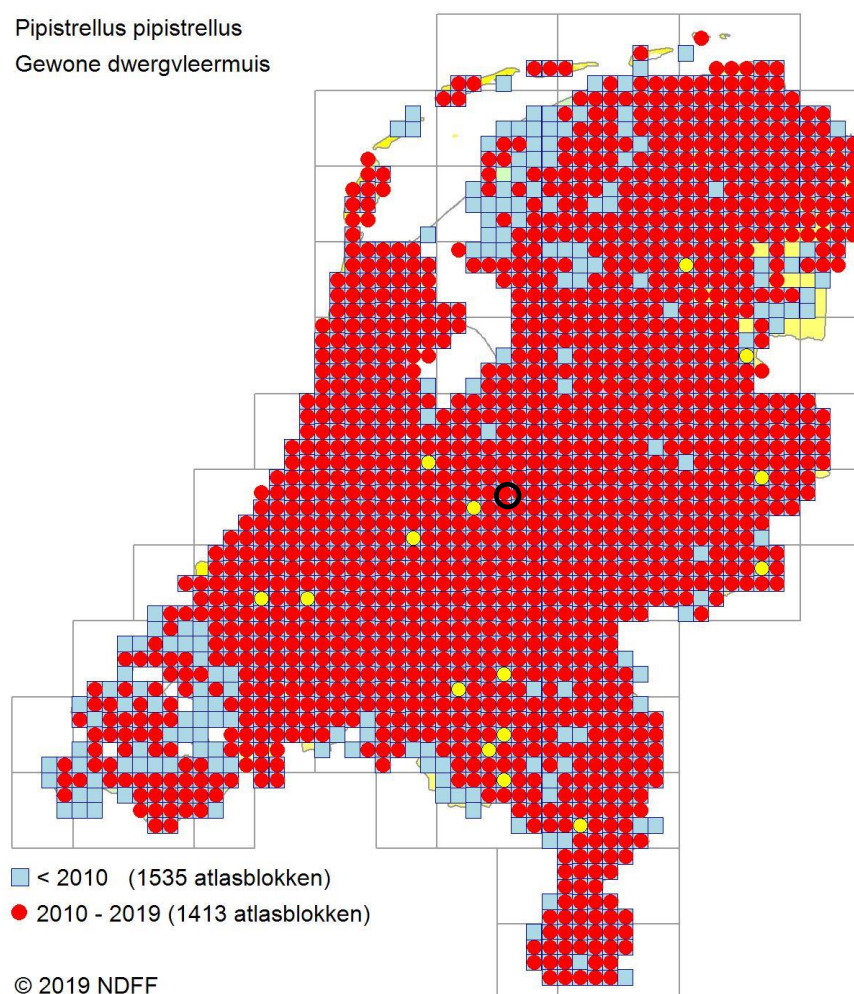 Pipistrellus pipistrellus
Gewone dwergvleermuis
< 2010 (1535 atlasblokken)
2010 - 2019 (1413 atlasblokken)
© 2019 NDFF